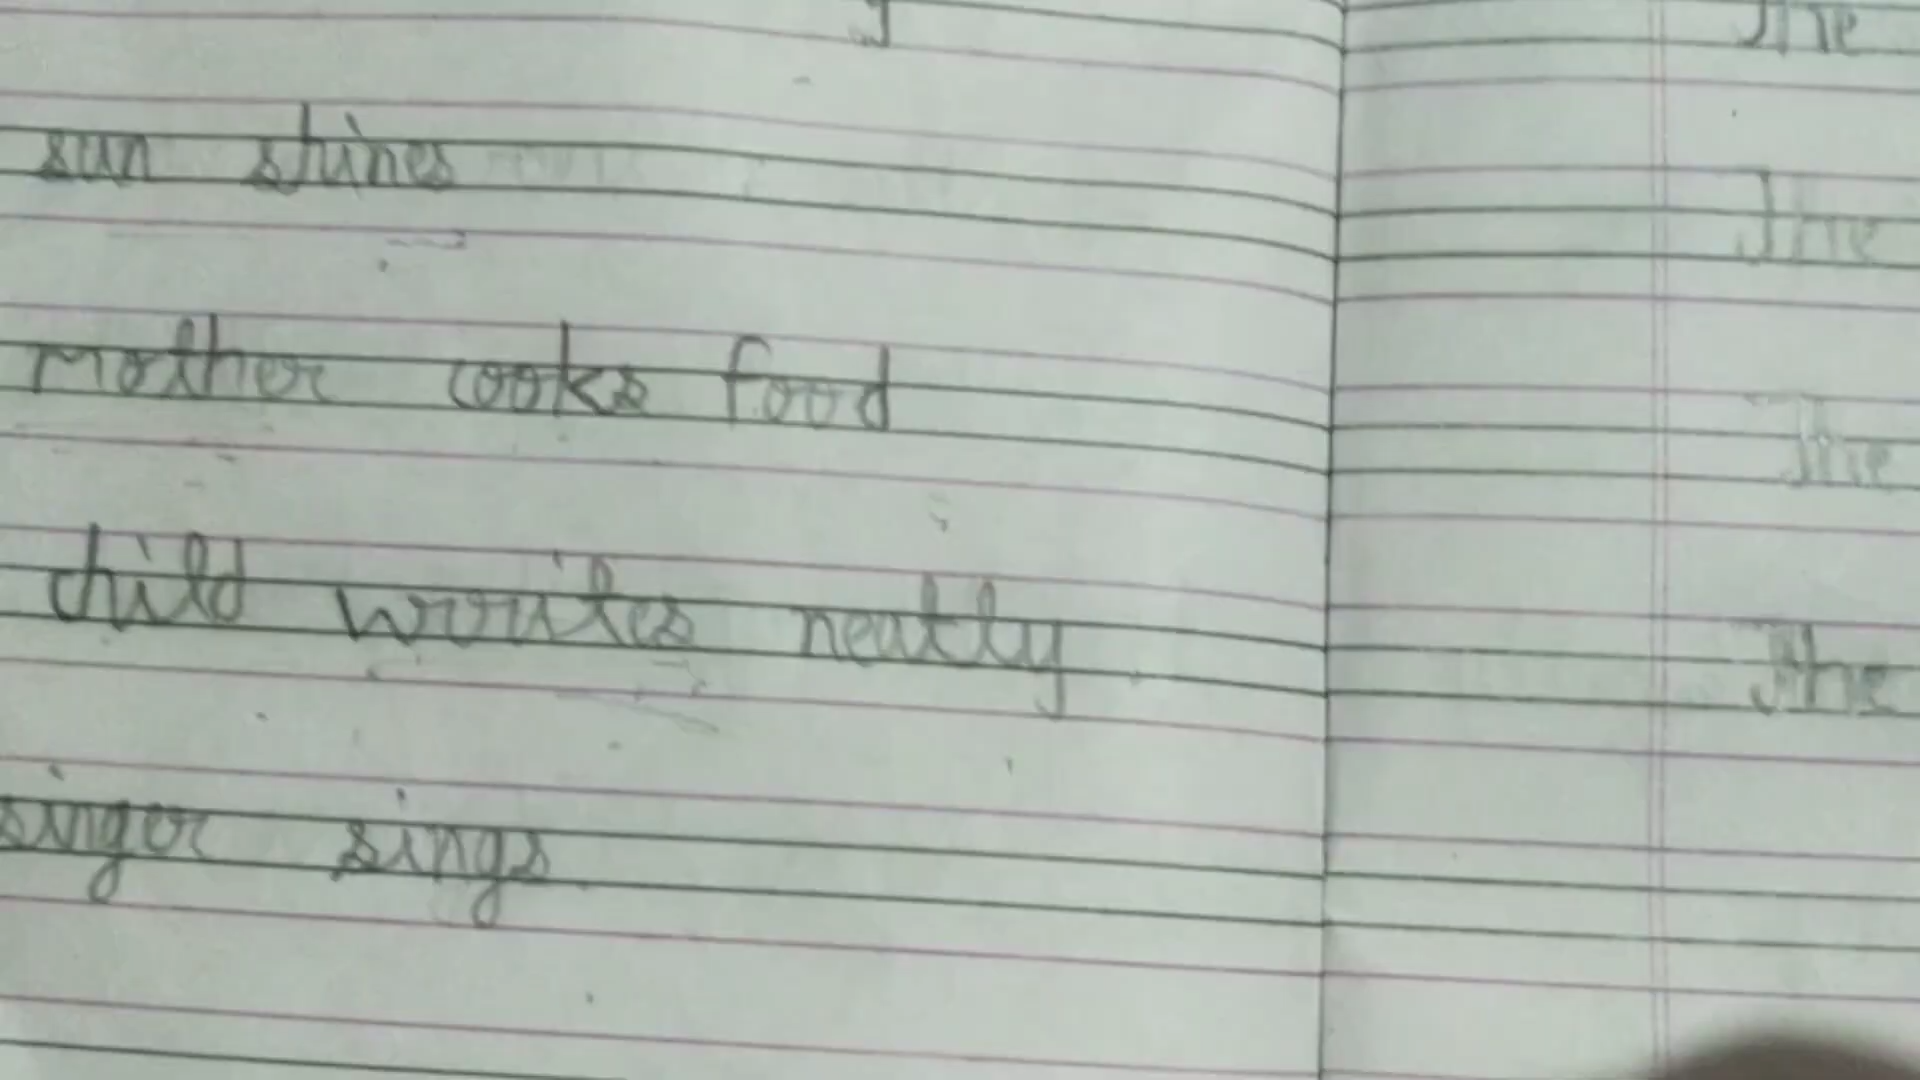 sun shines
mother cooks food
child writes neatly
singer sings
The
The
The
The